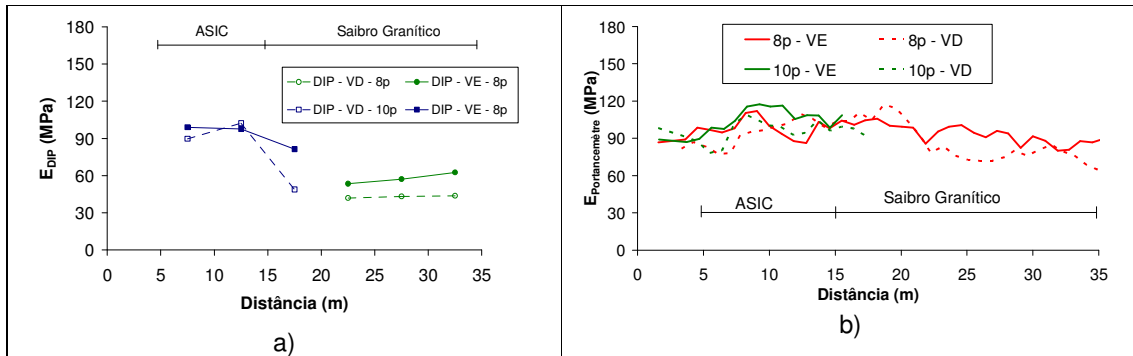 180
150
120
90
60
30
0
E_DIP (MPa)
ASIC
Saibro Granítico
DIP - VD - 8p
DIP - VE - 8p
DIP - VD - 10p
DIP - VE - 8p
0 5 10 15 20 25 30 35
Distância (m)
a)
180
150
120
90
60
30
0
E_Portancemètre (MPa)
8p - VE
8p - VD
10p - VE
10p - VD
ASIC
Saibro Granítico
0 5 10 15 20 25 30 35
Distância (m)
b)